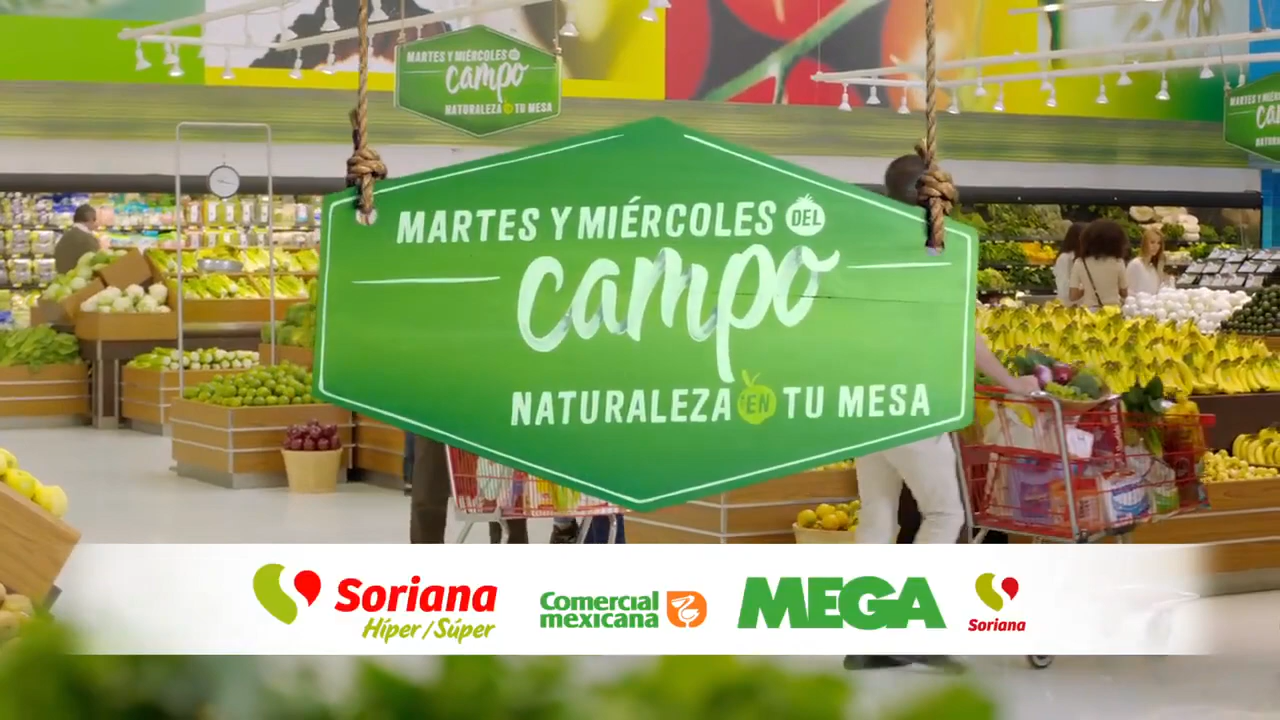 MARTES Y MIÉRCOLES DEL
campo
NATURALEZA EN TU MESA
MARTES Y MIÉRCOLES DEL
campo
NATURALEZA EN TU MESA
Soriana
Híper/Súper
Comercial
mexicana
MEGA
Soriana